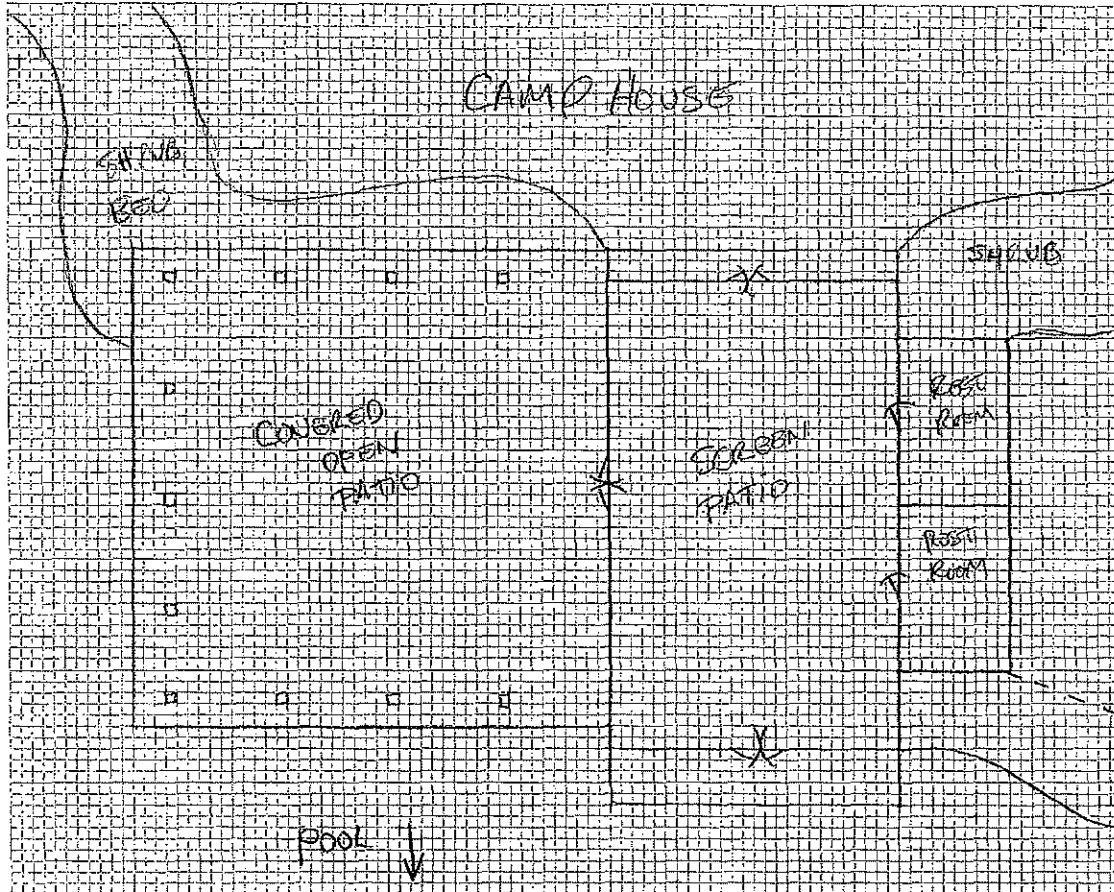 CAMP HOUSE
SHRUB
BED
SHRUB
COVERED
OPEN
PATIO
SCREEN
PATIO
REST
ROOM
REST
ROOM
POOL